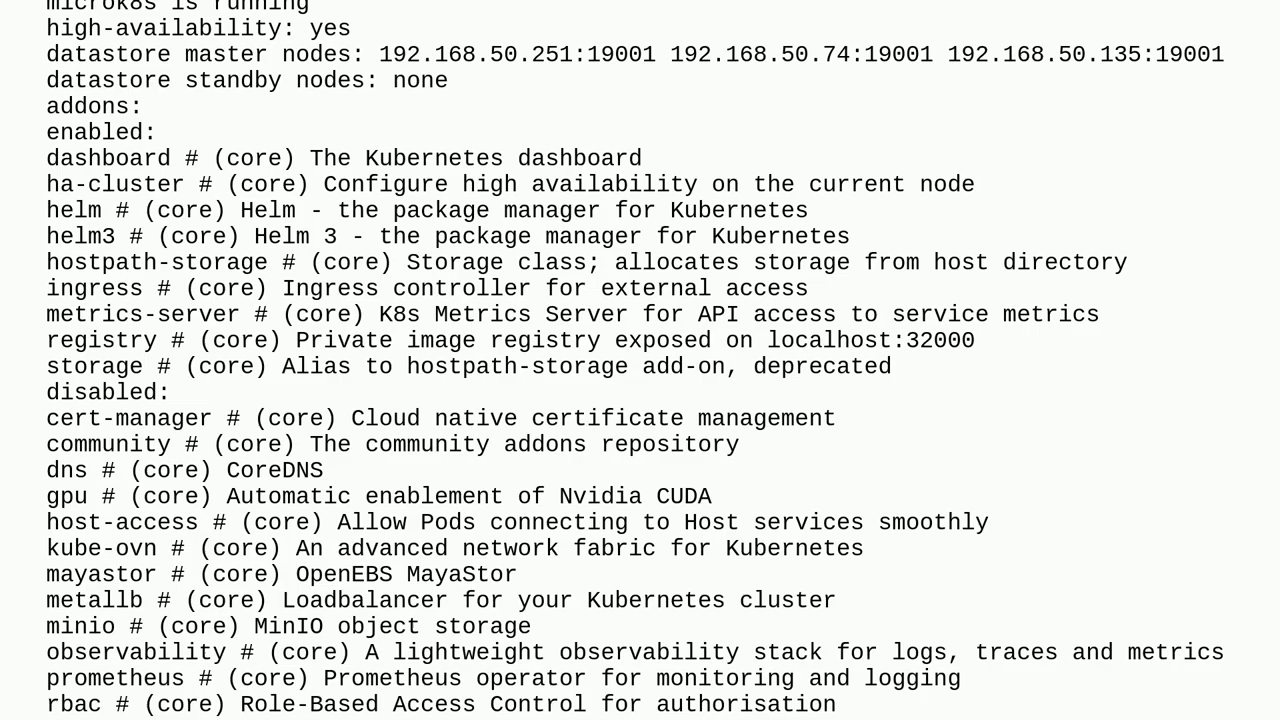 microk8s is running
high-availability: yes
datastore master nodes: 192.168.50.251:19001 192.168.50.74:19001 192.168.50.135:19001
datastore standby nodes: none
addons:
enabled:
dashboard # (core) The Kubernetes dashboard
ha-cluster # (core) Configure high availability on the current node
helm # (core) Helm - the package manager for Kubernetes
helm3 # (core) Helm 3 - the package manager for Kubernetes
hostpath-storage # (core) Storage class; allocates storage from host directory
ingress # (core) Ingress controller for external access
metrics-server # (core) K8s Metrics Server for API access to service metrics
registry # (core) Private image registry exposed on localhost:32000
storage # (core) Alias to hostpath-storage add-on, deprecated
disabled:
cert-manager # (core) Cloud native certificate management
community # (core) The community addons repository
dns # (core) CoreDNS
gpu # (core) Automatic enablement of Nvidia CUDA
host-access # (core) Allow Pods connecting to Host services smoothly
kube-ovn # (core) An advanced network fabric for Kubernetes
mayastor # (core) OpenEBS MayaStor
metallb # (core) Loadbalancer for your Kubernetes cluster
minio # (core) MinIO object storage
observability # (core) A lightweight observability stack for logs, traces and metrics
prometheus # (core) Prometheus operator for monitoring and logging
rbac # (core) Role-Based Access Control for authorisation